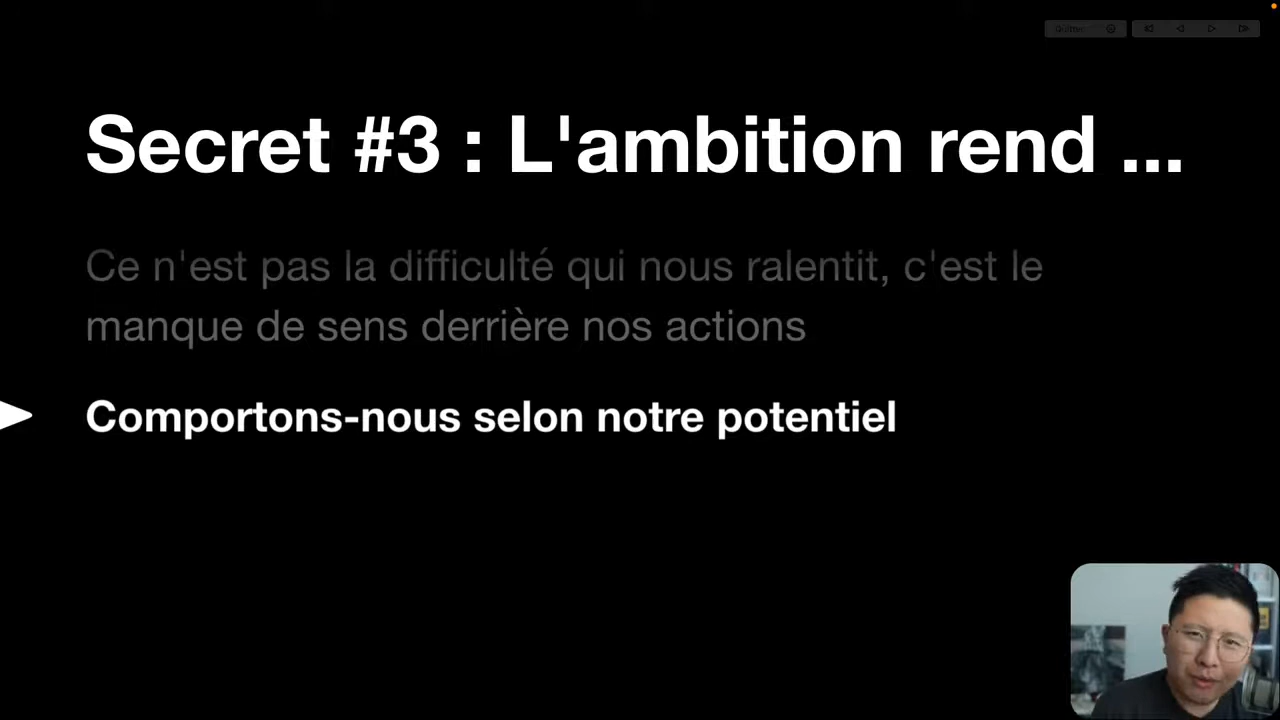 Quitter
Secret #3 : L'ambition rend ...
Ce n'est pas la difficulté qui nous ralentit, c'est le
manque de sens derrière nos actions
Comportons-nous selon notre potentiel